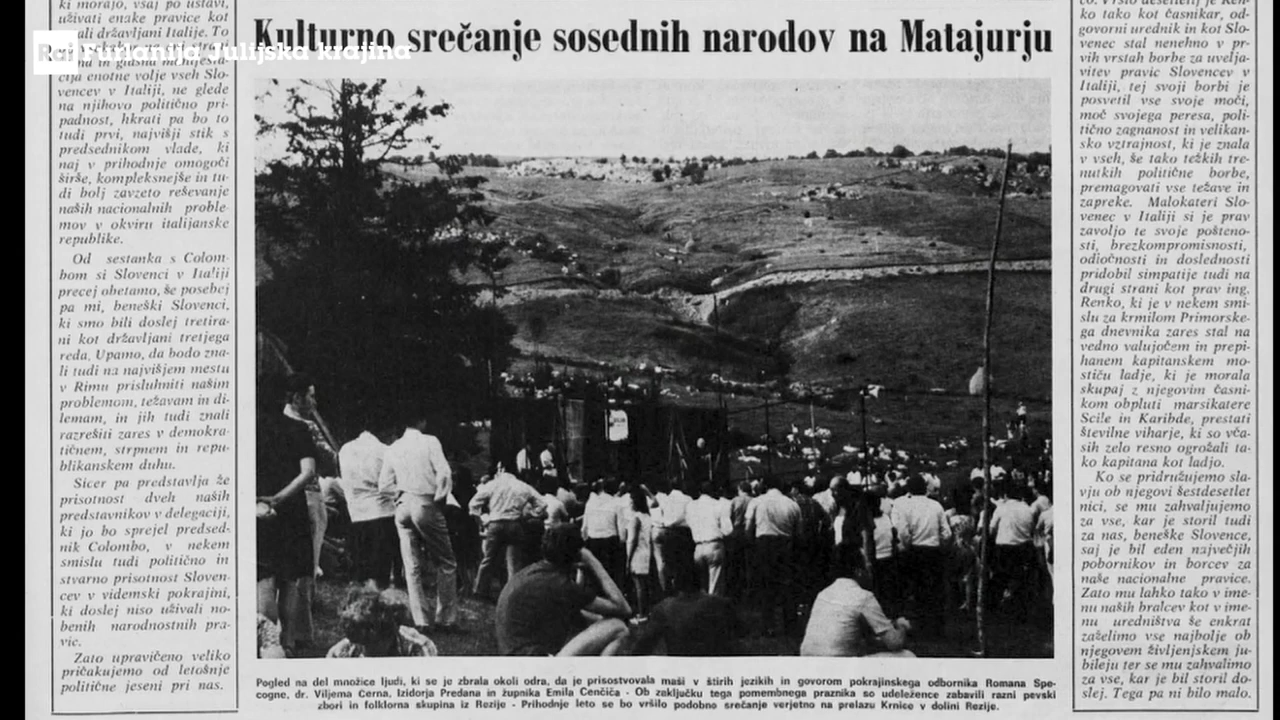 Kulturno srečanje sosednih narodov na Matajurju
Rai Furlanija Julijska krajina
ki morajo, vsaj po ustavi,
uživati enake pravice kot
ostali državljani Italije. To
cija enotne volje vseh Slo-
vencev v Italiji, ne glede
na njihovo politično pri-
padnost, hkrati pa bo to
tudi prvi, najvišji stik s
predsednikom vlade, ki
naj v prihodnje omogoči
širše, kompleksnejše in tu-
di bolj zavzeto reševanje
naših nacionalnih proble-
mov v okviru italijanske
republike.
Od sestanka s Colom-
bom si Slovenci v Italiji
precej obetamo, še posebej
pa mi, beneški Slovenci,
ki smo bili doslej tretira-
ni kot državljani tretjega
reda. Upamo, da bodo zna-
li tudi na najvišjem mestu
v Rimu prisluhniti našim
problemom, težavam in di-
lemam, in jih tudi znali
razrešiti zares v demokra-
tičnem, strpnem in repu-
blikanskem duhu.
Sicer pa predstavlja že
prisotnost dveh naših
predstavnikov v delegaciji,
ki jo bo sprejel predsed-
nik Colombo, v nekem
smislu tudi politično in
stvarno prisotnost Sloven-
cev v videmski pokrajini,
ki doslej niso uživali no-
benih narodnostnih pra-
vic.
Zato upravičeno veliko
pričakujemo od letošnje
politične jeseni pri nas.
Pogled na del množice ljudi, ki se je zbrala okoli odra, da je prisostvovala maši v štirih jezikih in govorom pokrajinskega odbornika Romana Spe-
cogne, dr. Viljema Černa, Izidorja Predana in župnika Emila Cenčiča - Ob zaključku tega pomembnega praznika so udeležence zabavili razni pevski
zbori in folklorna skupina iz Rezije - Prihodnje leto se bo vršilo podobno srečanje verjetno na prelazu Krnice v dolini Rezije.
co. Vrsto desetletij je Ren-
ko tako kot časnikar, od-
govorni urednik in kot Slo-
venec stal nenehno v pr-
vih vrstah borbe za uvelja-
vitev pravic Slovencev v
Italiji, tej svoji borbi je
posvetil vse svoje moči,
moč svojega peresa, poli-
tično zagnanost in velikan-
sko vztrajnost, ki je znala
v vseh, še tako težkih tre-
nutkih politične borbe,
premagovati vse težave in
zapreke. Malokateri Slo-
venec v Italiji si je prav
zavoljo te svoje pošteno-
sti, brezkompromisnosti,
odločnosti in doslednosti
pridobil simpatije tudi na
drugi strani kot prav ing.
Renko, ki je v nekem smi-
slu za krmilom Primorske-
ga dnevnika zares stal na
vedno valujočem in prepi-
hanem kapitanskem mo-
stiču ladje, ki je morala
skupaj z njegovim časni-
kom obpluti marsikatere
Scile in Karibde, prestati
številne viharje, ki so vča-
sih zelo resno ogrožali ta-
ko kapitana kot ladjo.
Ko se pridružujemo sla-
vju ob njegovi šestdesetlet
nici, se mu zahvaljujemo
za vse, kar je storil tudi
za nas, beneške Slovence,
saj je bil eden največjih
pobornikov in borcev za
naše nacionalne pravice.
Zato mu lahko tako v ime-
nu naših bralcev kot v ime-
nu uredništva še enkrat
zaželimo vse najbolje ob
njegovem življenjskem ju-
bileju ter se mu zahvalimo
za vse, kar je bil storil do-
slej. Tega pa ni bilo malo.